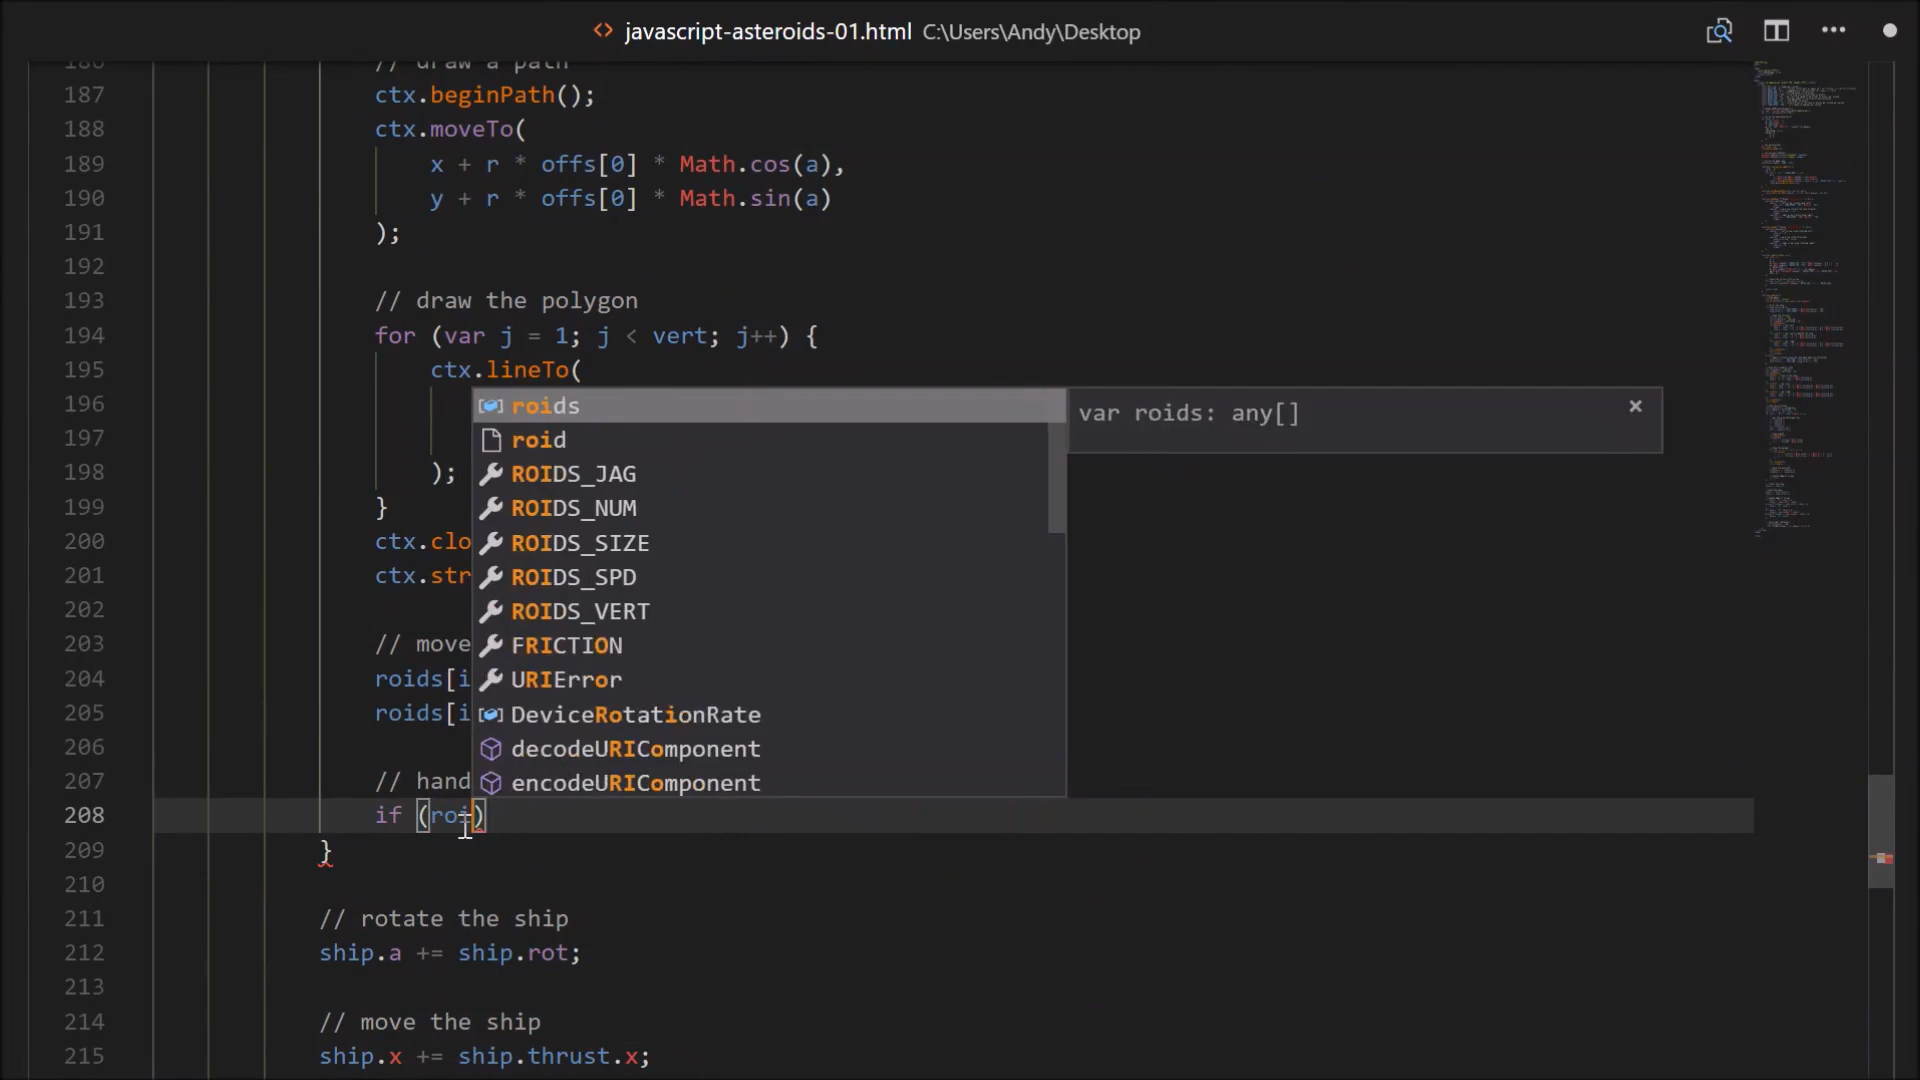 javascript-asteroids-01.html C:\Users\Andy\Desktop
186 // draw a path
187 ctx.beginPath();
188 ctx.moveTo(
189 x + r * offs[0] * Math.cos(a),
190 y + r * offs[0] * Math.sin(a)
191 );
192
193 // draw the polygon
194 for (var j = 1; j < vert; j++) {
195 ctx.lineTo(
196
197
198 );
199 }
200 ctx.clo
201 ctx.str
202
203 // move
204 roids[i
205 roids[i
206
207 // hand
208 if (roi)
209 }
210
211 // rotate the ship
212 ship.a += ship.rot;
213
214 // move the ship
215 ship.x += ship.thrust.x;
roids
roid
ROIDS_JAG
ROIDS_NUM
ROIDS_SIZE
ROIDS_SPD
ROIDS_VERT
FRICTION
URIError
DeviceRotationRate
decodeURIComponent
encodeURIComponent
var roids: any[]